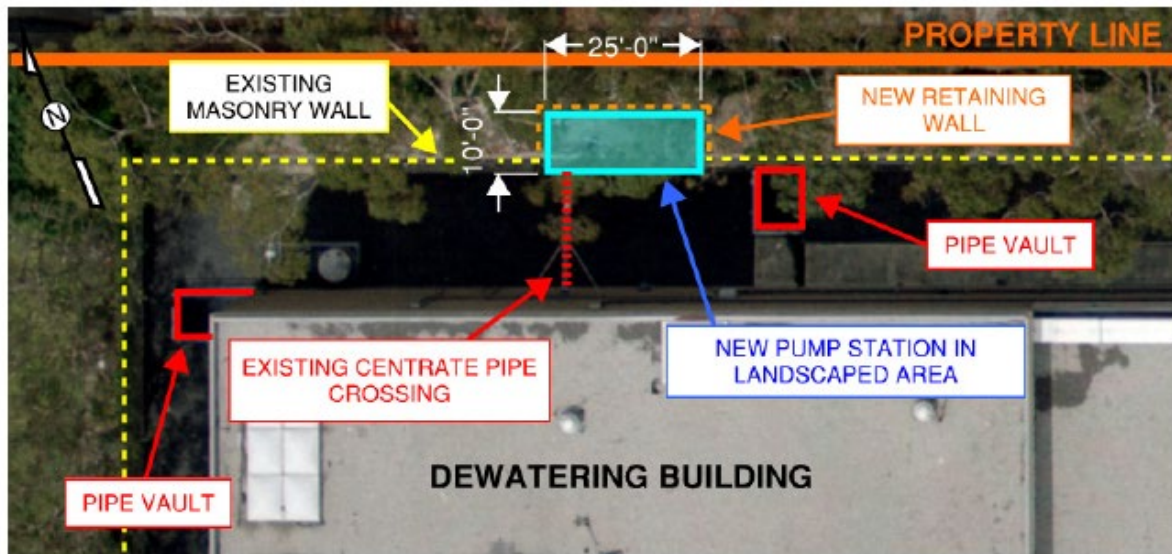 PROPERTY LINE
25'-0"
EXISTING
MASONRY WALL
NEW RETAINING
WALL
10'-0"
N
PIPE VAULT
EXISTING CENTRATE PIPE
CROSSING
NEW PUMP STATION IN
LANDSCAPED AREA
DEWATERING BUILDING
PIPE VAULT